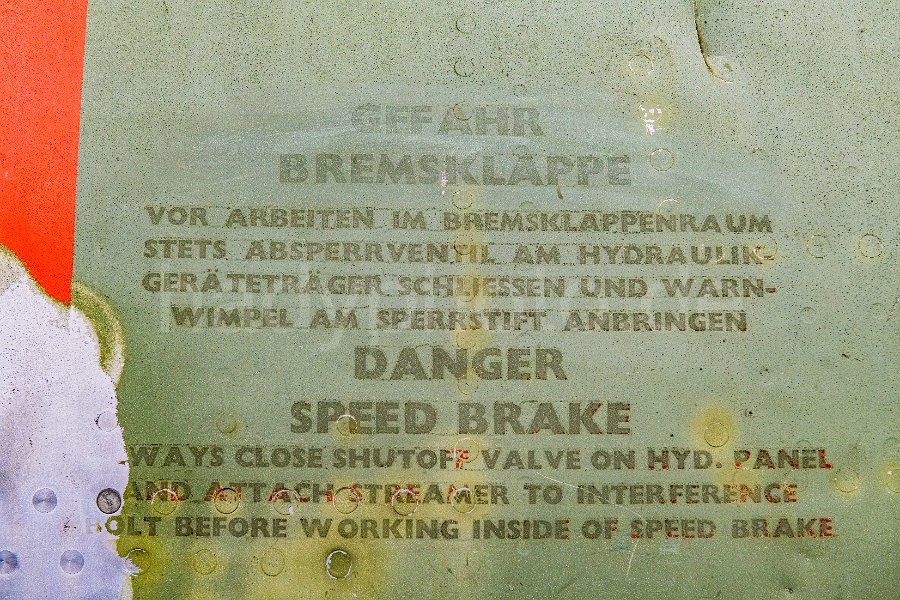 GEFAHR
BREMSKLAPPE
VOR ARBEITEN IM BREMSKLAPPENRAUM
STETS ABSPERRVENTIL AM HYDRAULIK-
GERÄTETRÄGER SCHLIESSEN UND WARN-
WIMPEL AM SPERRSTIFT ANBRINGEN
DANGER
SPEED BRAKE
WAYS CLOSE SHUTOFF VALVE ON HYD. PANEL
AND ATTACH STREAMER TO INTERFERENCE
BOLT BEFORE WORKING INSIDE OF SPEED BRAKE